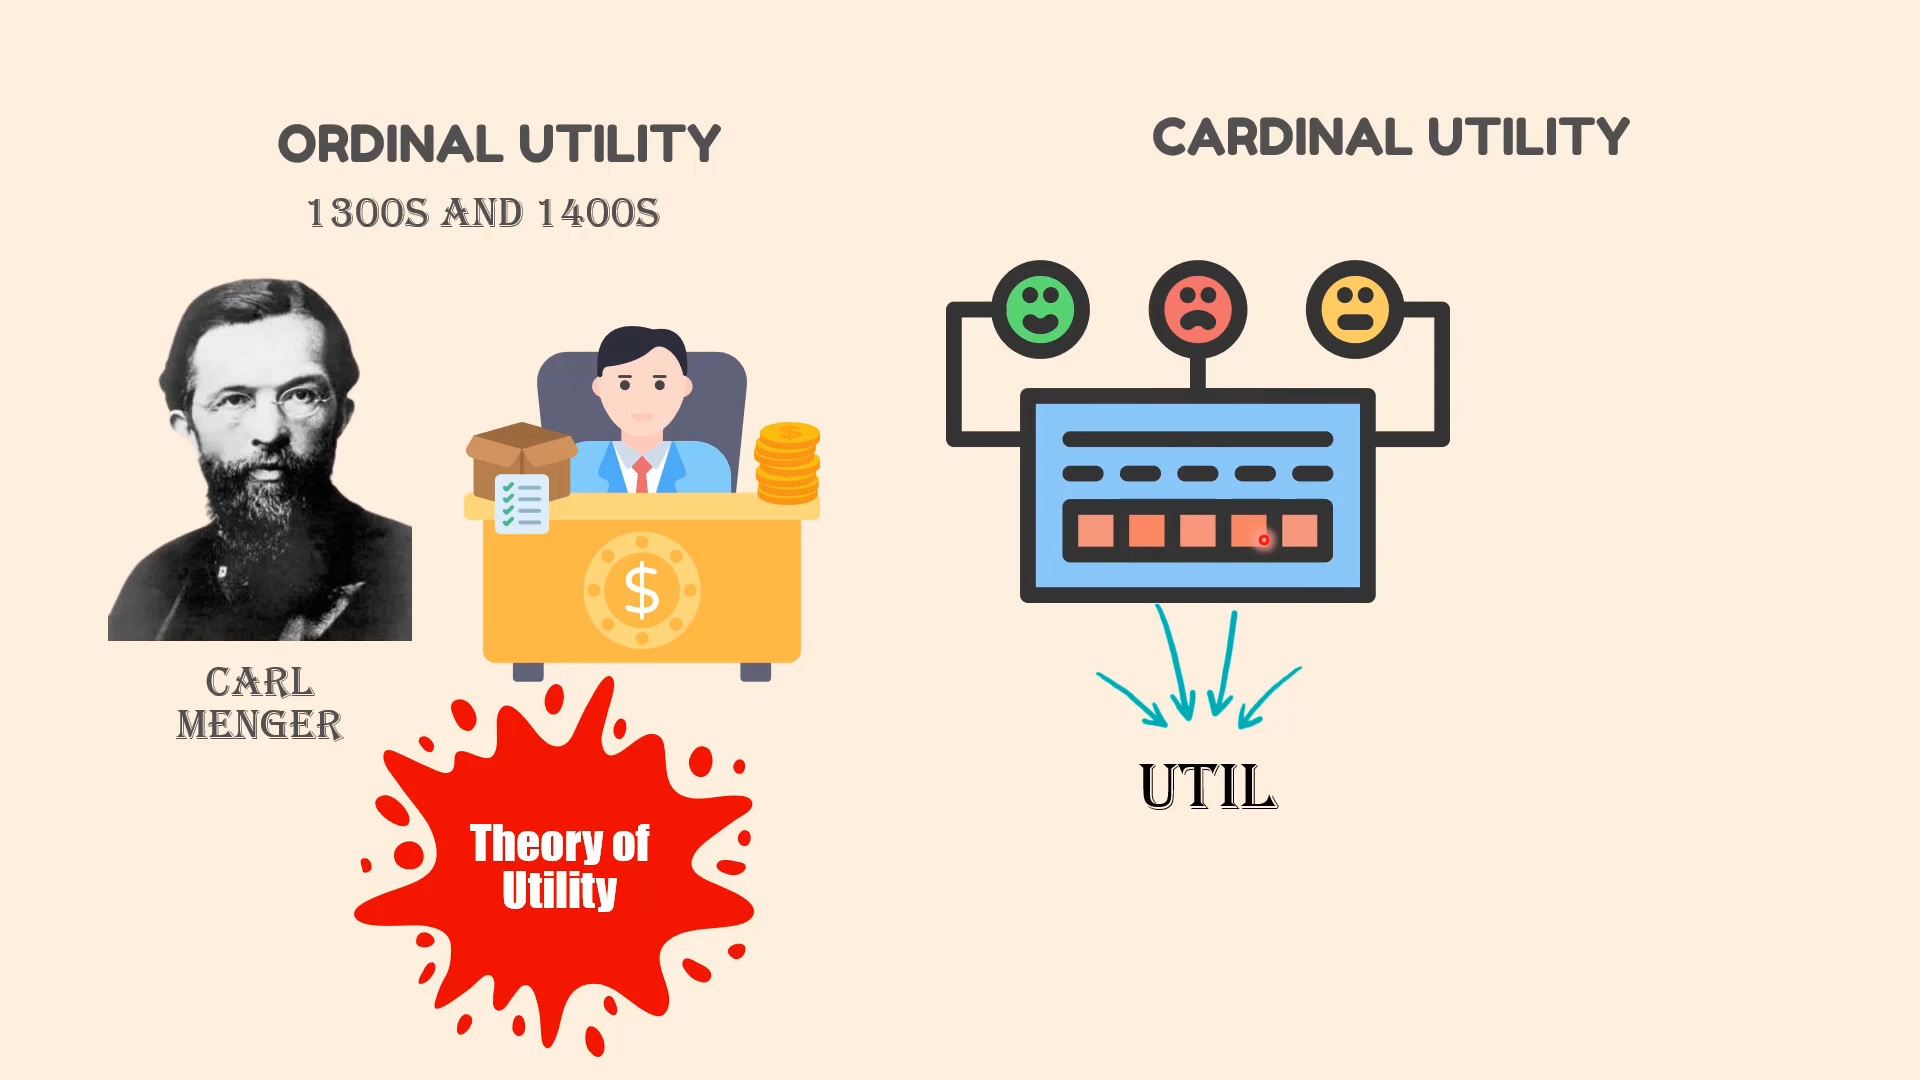 ORDINAL UTILITY
1300S AND 1400S
CARL
MENGER
$
Theory of
Utility
CARDINAL UTILITY
UTIL